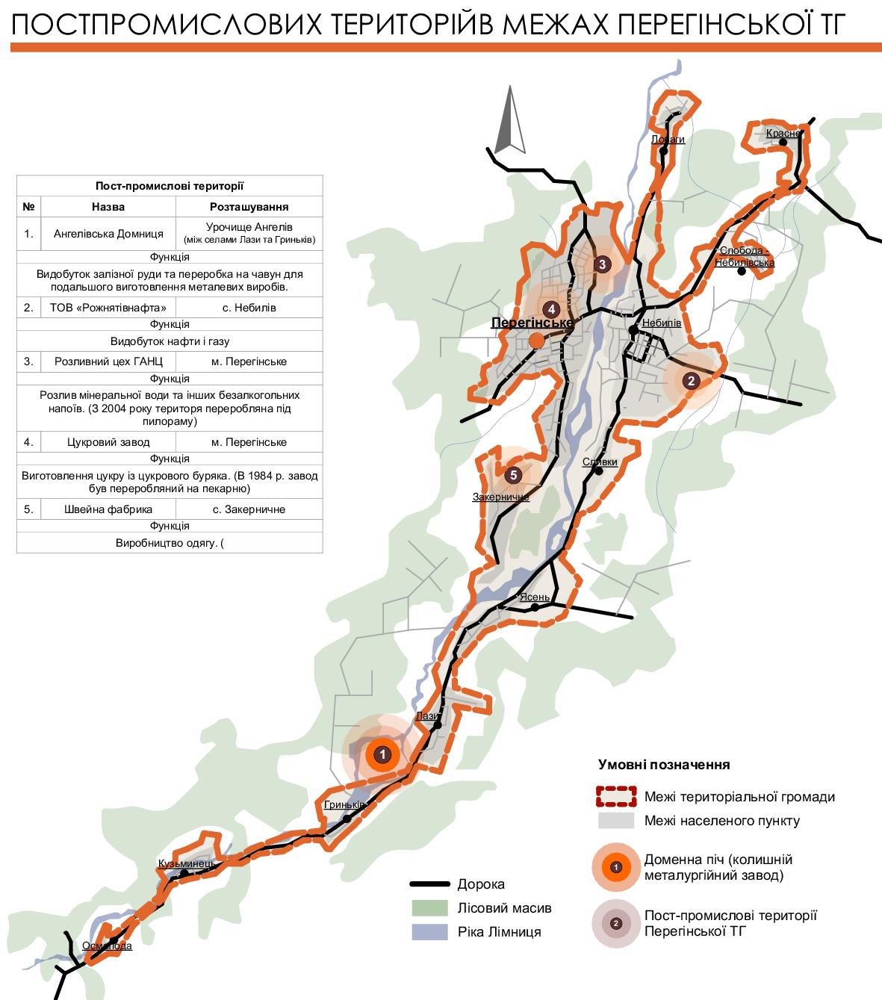 ПОСТПРОМИСЛОВИХ ТЕРИТОРІЙВ МЕЖАХ ПЕРЕГІНСЬКОЇ ТГ
Пост-промислові території
№ Назва Розташування
1. Ангелівська Домниця Урочище Ангелів
(між селами Лази та Гриньків)
Функція
Видобуток залізної руди та переробка на чавун для
подальшого виготовлення металевих виробів.
2. ТОВ «Рожнятівнафта» с. Небилів
Функція
Видобуток нафти і газу
3. Розливний цех ГАНЦ м. Перегінське
Функція
Розлив мінеральної води та інших безалкогольних
напоїв. (З 2004 року територя переробляна під
пилораму)
4. Цукровий завод м. Перегінське
Функція
Виготовлення цукру із цукрового буряка. (В 1984 р. завод
був переробляний на пекарню)
5. Швейна фабрика с. Закерничне
Функція
Виробництво одягу. (
Ловаги
Красне
Слобода -
Небилівська
3
4
Перегінське
Небилів
2
Сливки
5
Закерничне
Ясень
Лази
1
Гриньків
Кузьминець
Осмолода
Умовні позначення
Межі територіальної громади
Межі населеного пункту
1 Доменна піч (колишній
металургійний завод)
2 Пост-промислові території
Перегінської ТГ
Дорока
Лісовий масив
Ріка Лімниця